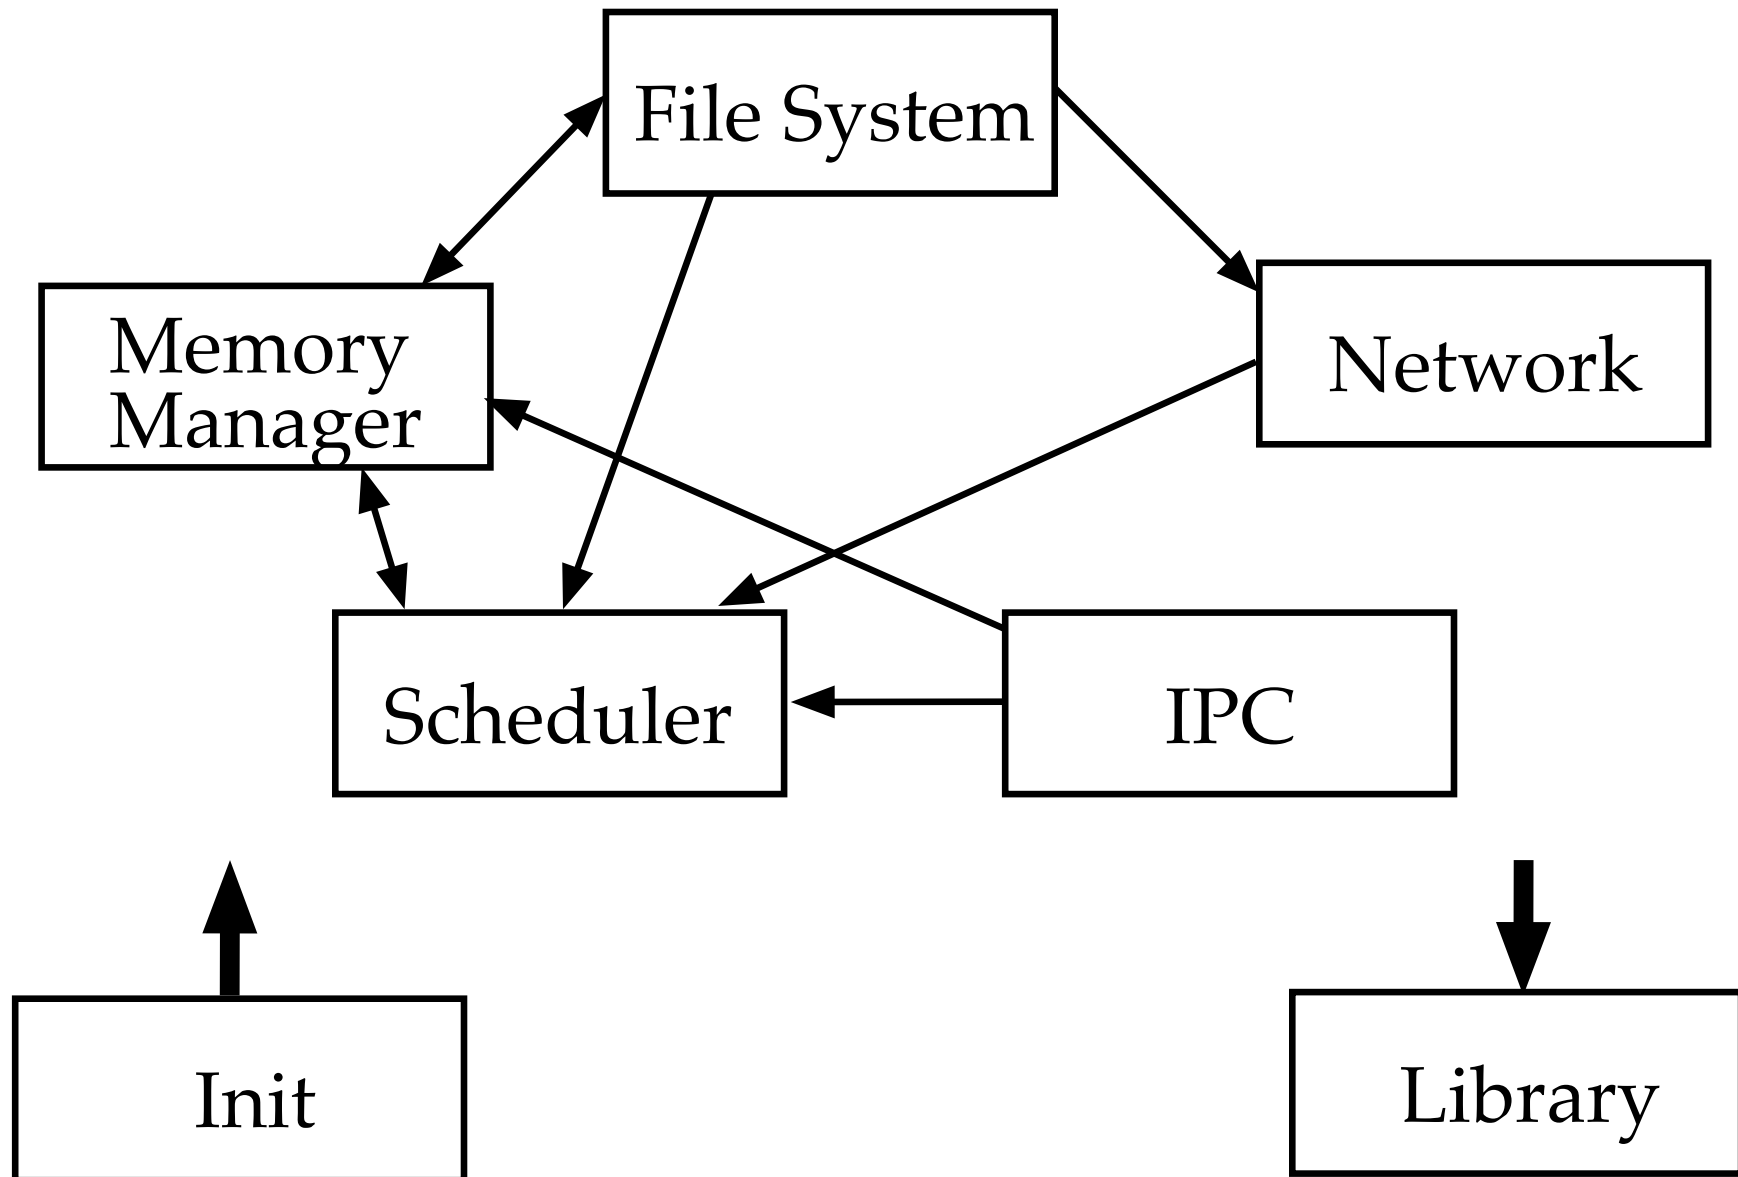 File System
Memory
Manager
Network
Scheduler
IPC
Init
Library